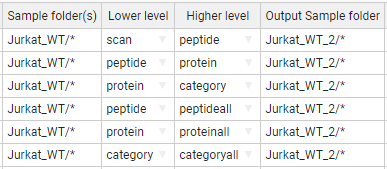 Sample folder(s) Lower level Higher level Output Sample folder
Jurkat_WT/* scan peptide Jurkat_WT_2/*
Jurkat_WT/* peptide protein Jurkat_WT_2/*
Jurkat_WT/* protein category Jurkat_WT_2/*
Jurkat_WT/* peptide peptideall Jurkat_WT_2/*
Jurkat_WT/* protein proteinall Jurkat_WT_2/*
Jurkat_WT/* category categoryall Jurkat_WT_2/*